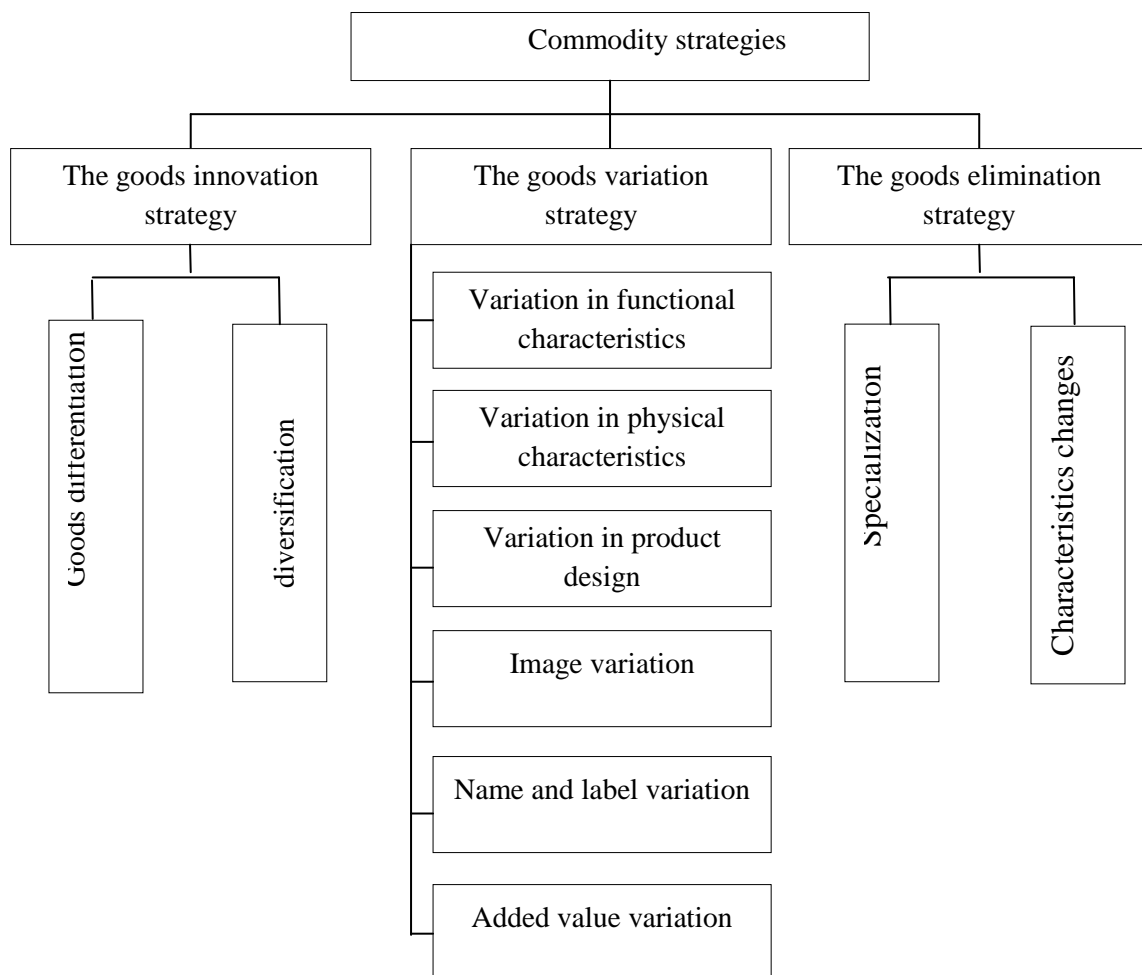 Commodity strategies
The goods innovation
strategy
The goods variation
strategy
The goods elimination
strategy
Goods differentiation
diversification
Variation in functional
characteristics
Variation in physical
characteristics
Variation in product
design
Image variation
Name and label variation
Added value variation
Specialization
Characteristics changes